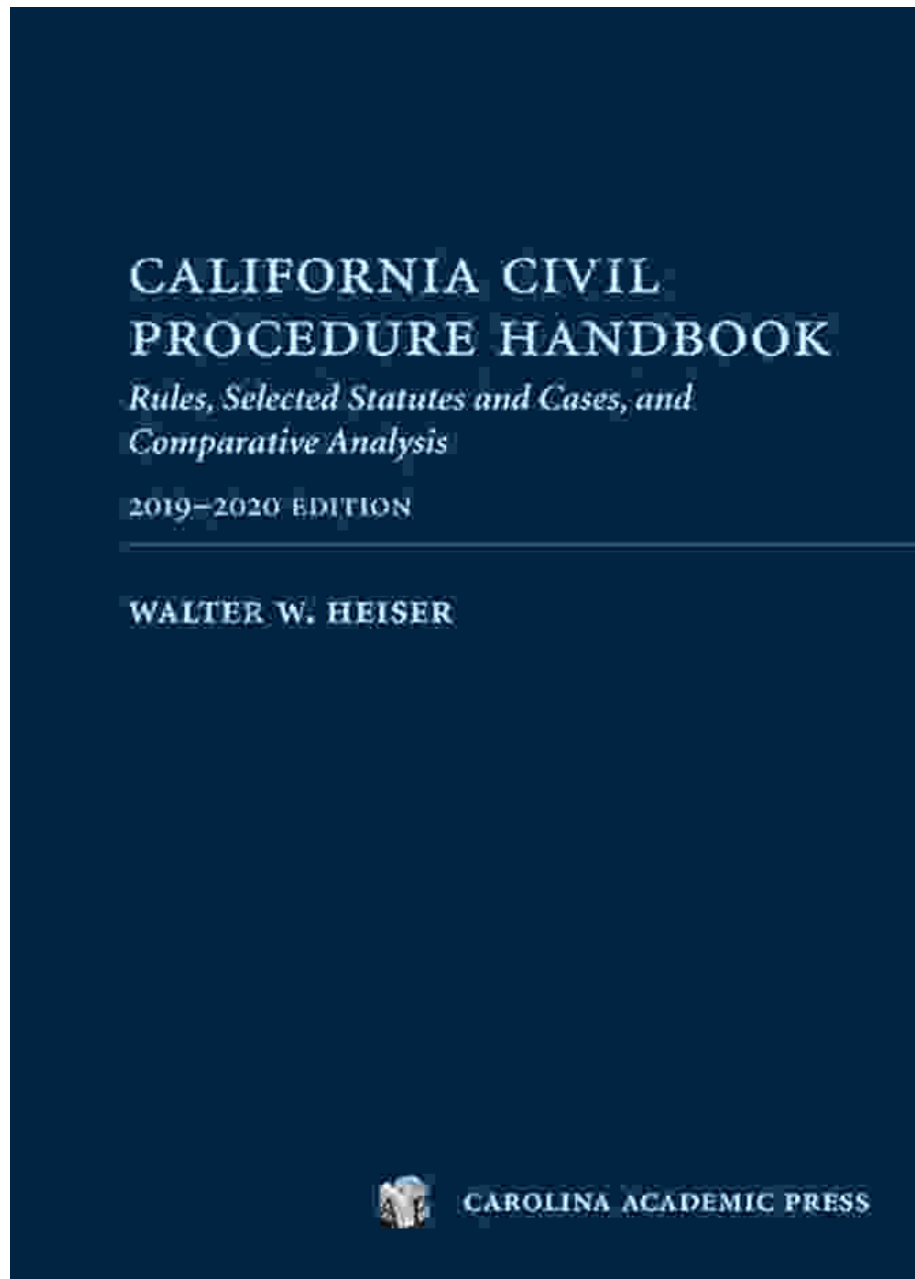 CALIFORNIA CIVIL
PROCEDURE HANDBOOK
Rules, Selected Statutes and Cases, and
Comparative Analysis
2019–2020 EDITION
WALTER W. HEISER
CAROLINA ACADEMIC PRESS